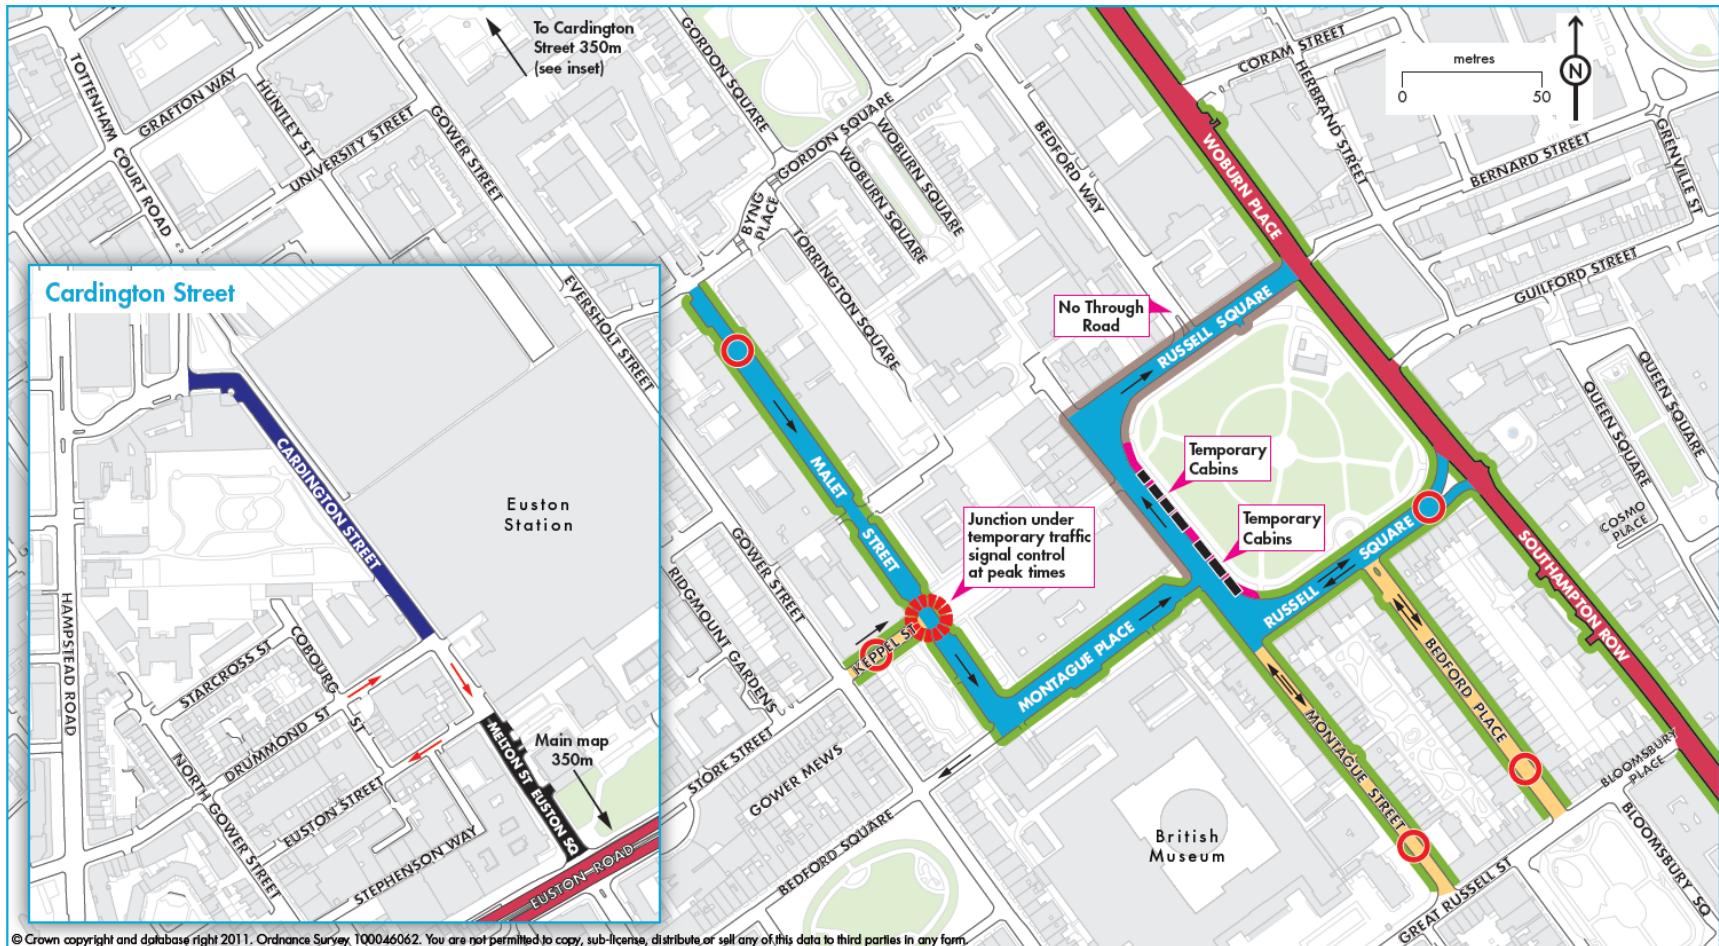 To Cardington
Street 350m
(see inset)
TOTTENHAM COURT ROAD
GRAFTON WAY
HUNTLEY ST
UNIVERSITY STREET
GOWER STREET
GORDON SQUARE
GORDON SQUARE
BYNG
PLACE
WOBURN SQUARE
WOBURN SQUARE
TORRINGTON SQUARE
BEDFORD WAY
WOBURN PLACE
CORAM STREET
HERBRAND STREET
BERNARD STREET
GRENVILLE ST
GUILFORD STREET
metres
0
50
N
No Through
Road
RUSSELL SQUARE
Temporary
Cabins
Temporary
Cabins
Junction under
temporary traffic
signal control
at peak times
RUSSELL SQUARE
QUEEN SQUARE
QUEEN SQUARE
COSMO
PLACE
SOUTHAMPTON ROW
EVERSHOLT STREET
MALET STREET
KEPPEL ST
GOWER STREET
RIDGMOUNT GARDENS
STORE STREET
GOWER MEWS
BEDFORD SQUARE
MONTAGUE PLACE
MONTAGUE STREET
BEDFORD PLACE
BLOOMSBURY
PLACE
BLOOMSBURY SQ
GREAT RUSSELL ST
British
Museum
Cardington Street
CARDINGTON STREET
Euston
Station
HAMPSTEAD ROAD
STARCROSS ST
COBOURG ST
DRUMMOND ST
EUSTON STREET
NORTH GOWER STREET
STEPHENSON WAY
MELTON ST
EUSTON SQ
Main map
350m
EUSTON ROAD
© Crown copyright and database right 2011. Ordnance Survey 100046062. You are not permitted to copy, sub-license, distribute or sell any of this data to third parties in any form.